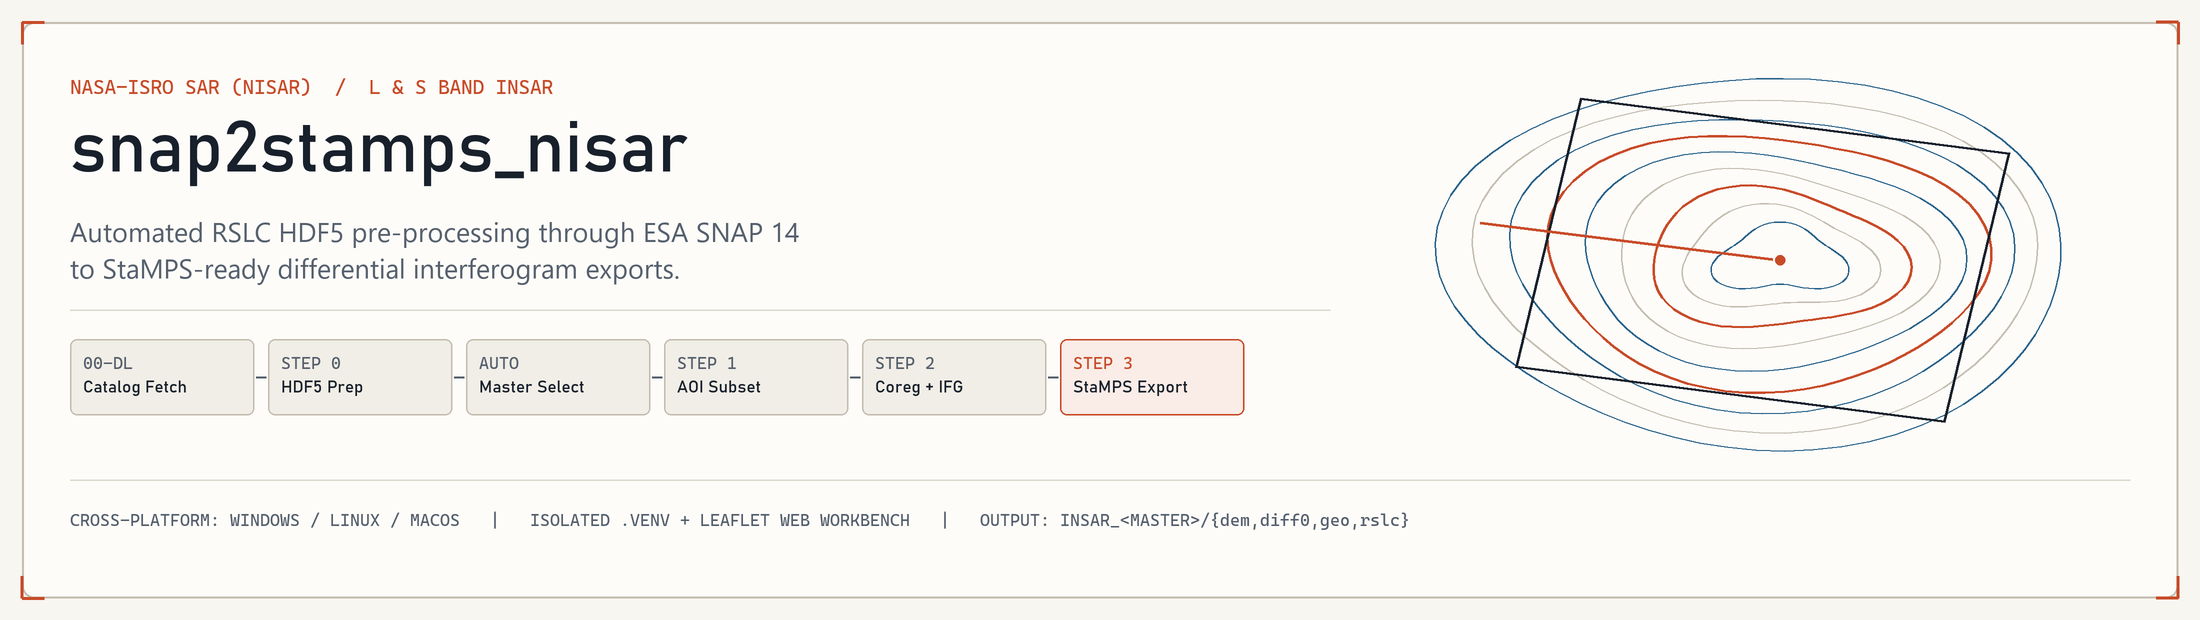 NASA-ISRO SAR (NISAR) / L & S BAND INSAR
snap2stamps_nisar
Automated RSLC HDF5 pre-processing through ESA SNAP 14
to StaMPS-ready differential interferogram exports.
00-DL
Catalog Fetch
STEP 0
HDF5 Prep
AUTO
Master Select
STEP 1
AOI Subset
STEP 2
Coreg + IFG
STEP 3
StaMPS Export
CROSS-PLATFORM: WINDOWS / LINUX / MACOS | ISOLATED .VENV + LEAFLET WEB WORKBENCH | OUTPUT: INSAR_<MASTER>/{dem,diff0,geo,rslc}